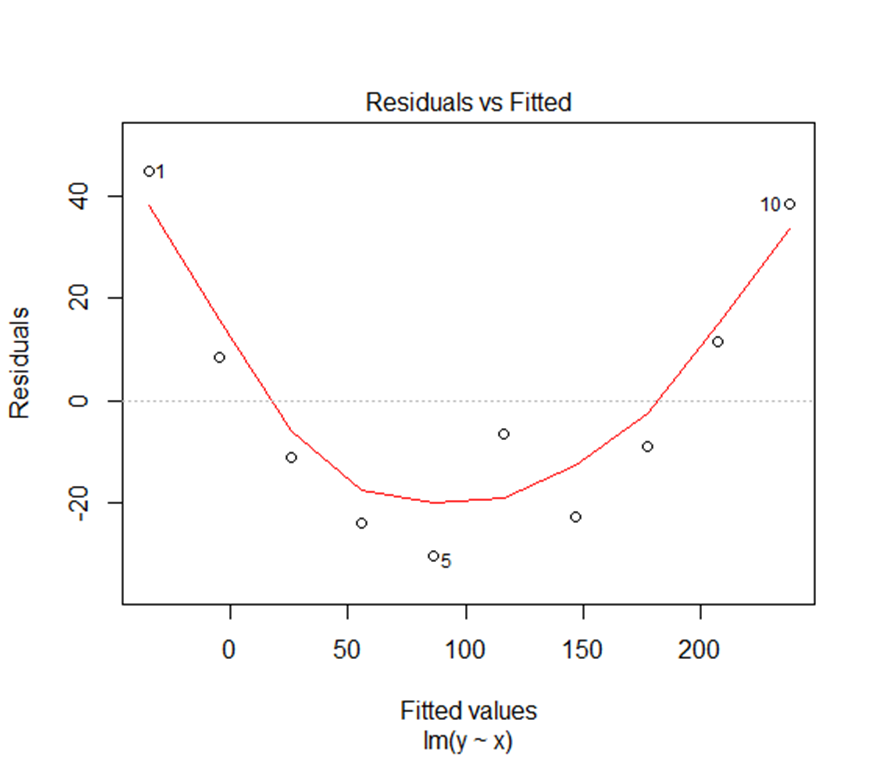 Residuals vs Fitted
Residuals
40
20
0
-20
1
10
5
0 50 100 150 200
Fitted values
lm(y ~ x)